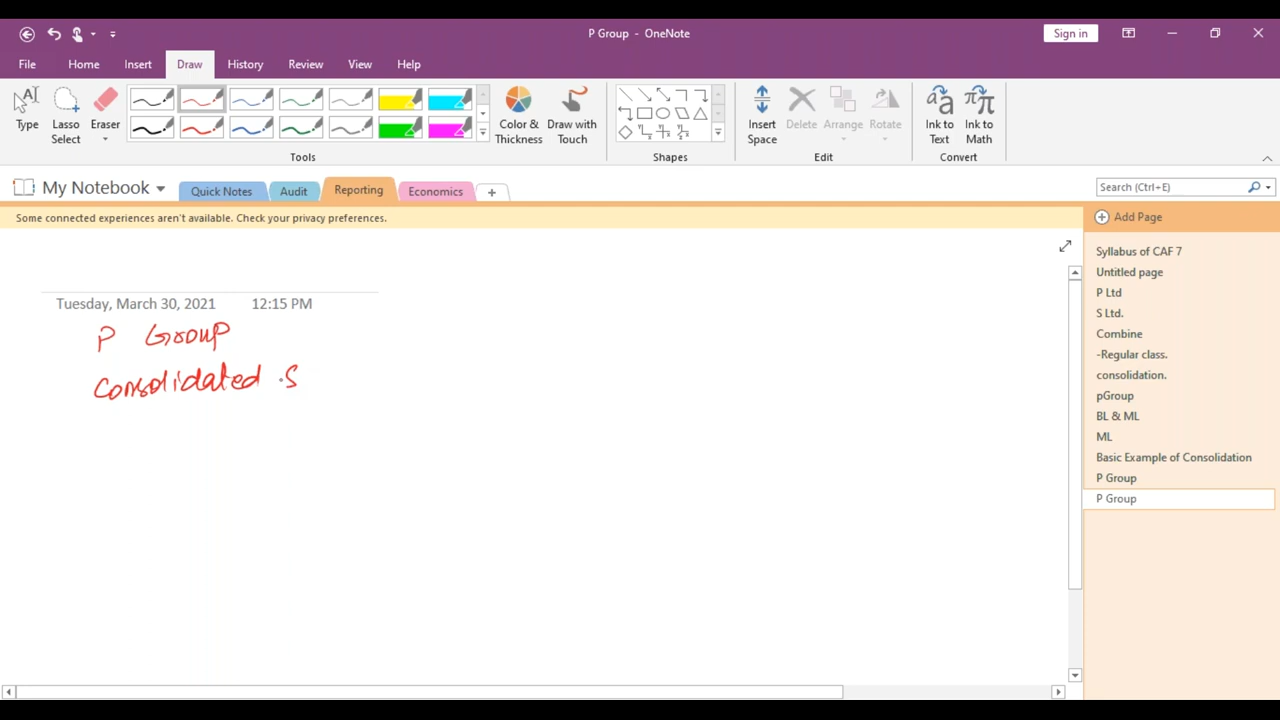 P Group - OneNote
Sign in
File Home Insert Draw History Review View Help
Type
Lasso Select
Eraser
Color & Thickness
Draw with Touch
Insert Space
Delete
Arrange
Rotate
Ink to Text
Ink to Math
Tools
Shapes
Edit
Convert
My Notebook
Quick Notes
Audit
Reporting
Economics
Search (Ctrl+E)
Some connected experiences aren't available. Check your privacy preferences.
Add Page
Tuesday, March 30, 2021 12:15 PM
P Group
Consolidated S
Syllabus of CAF 7
Untitled page
P Ltd
S Ltd.
Combine
-Regular class.
consolidation.
pGroup
BL & ML
ML
Basic Example of Consolidation
P Group
P Group